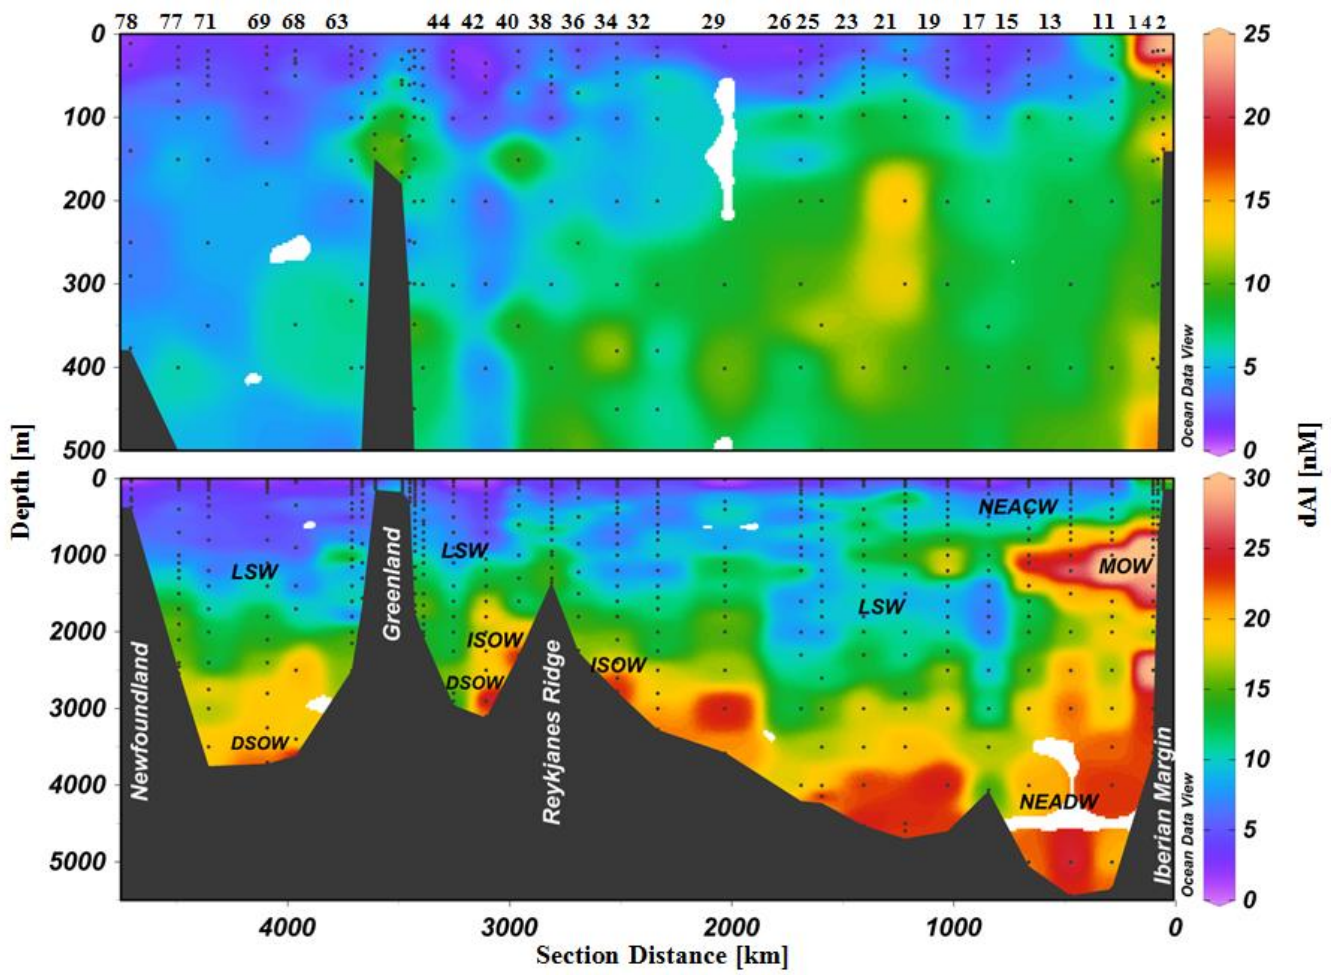 78 77 71 69 68 63 44 42 40 38 36 34 32 29 26 25 23 21 19 17 15 13 11 1 4 2
0
100
200
300
400
500
Ocean Data View
25
20
15
10
5
0
Depth [m]
dAl [nM]
0
1000
2000
3000
4000
5000
NEACW
LSW
LSW
MOW
LSW
ISOW
ISOW
DSOW
DSOW
NEADW
Newfoundland
Greenland
Reykjanes Ridge
Iberian Margin
Ocean Data View
30
25
20
15
10
5
0
4000 3000 2000 1000 0
Section Distance [km]